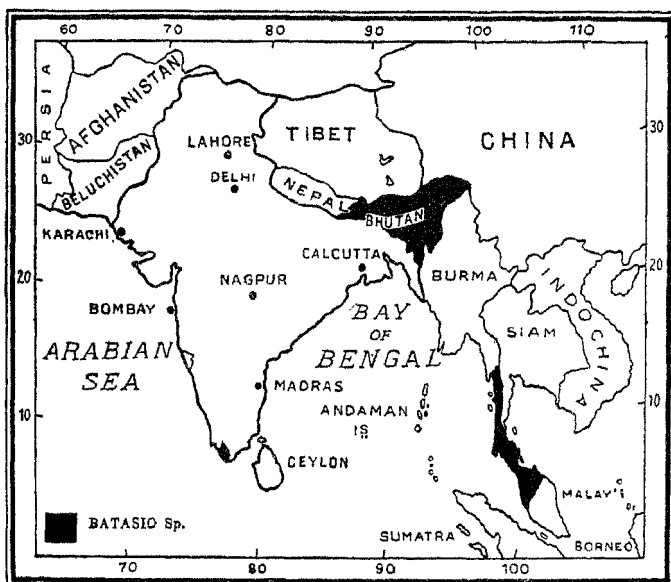 60 70 80 90 100 110
PERSIA
AFGHANISTAN
BELUCHISTAN
30
LAHORE
DELHI
TIBET
CHINA
30
NEPAL
BHUTAN
KARACHI
20
CALCUTTA
NAGPUR
BURMA
INDOCHINA
20
BOMBAY
BAY
OF
BENGAL
SIAM
ARABIAN
SEA
MADRAS
10
ANDAMAN
IS
10
CEYLON
MALAY
BATASIO Sp.
SUMATRA
BORNEO
70 80 90 100